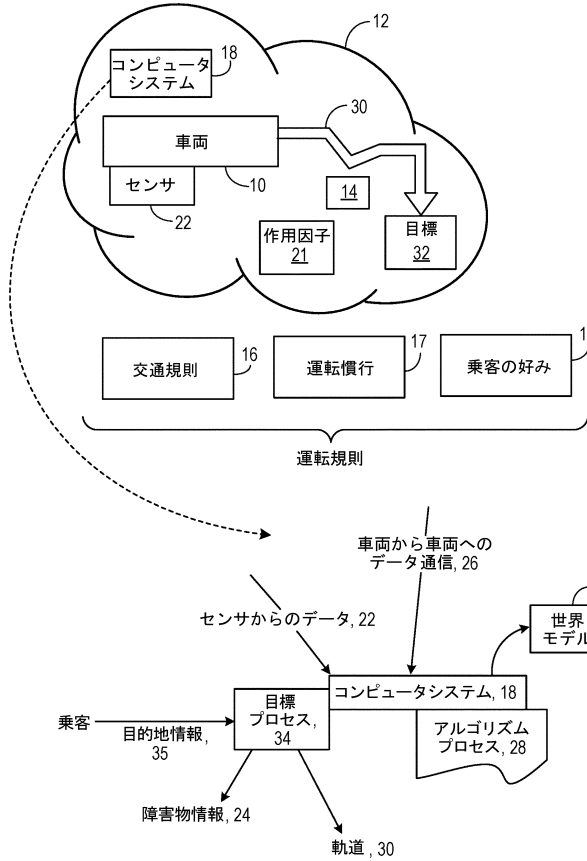 12
18
コンピュータ
システム
30
車両
センサ
10
22
14
作用因子
21
目標
32
交通規則
16
運転慣行
17
乗客の好み
運転規則
車両から車両への
データ通信, 26
センサからのデータ, 22
世界
モデル
コンピュータシステム, 18
目標
プロセス,
34
アルゴリズム
プロセス, 28
乗客
目的地情報,
35
障害物情報, 24
軌道, 30